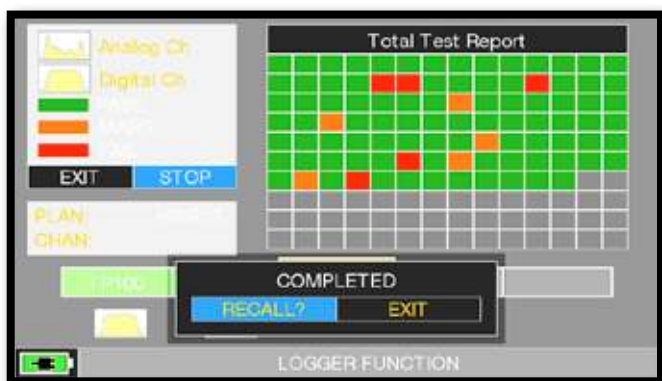 Analog Ch
Total Test Report
Digital Ch
EXIT STOP
PLAN:
CHAN:
COMPLETED
RECALL? EXIT
LOGGER FUNCTION